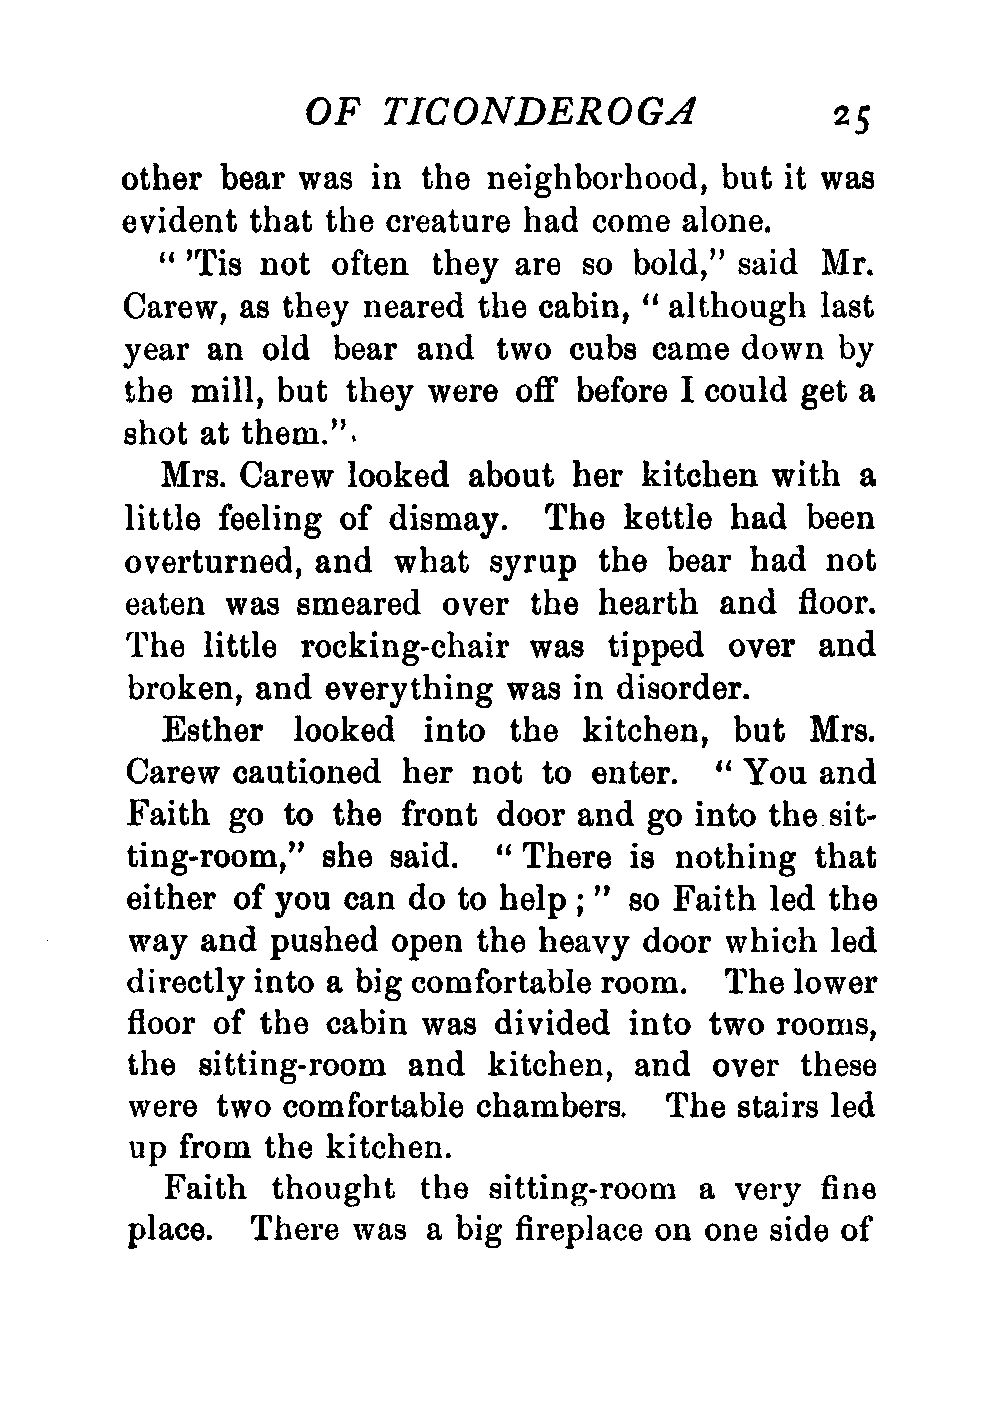 OF TICONDEROGA 25
other bear was in the neighborhood, but it was
evident that the creature had come alone.
" 'Tis not often they are so bold," said Mr.
Carew, as they neared the cabin, " although last
year an old bear and two cubs came down by
the mill, but they were off before I could get a
shot at them."
Mrs. Carew looked about her kitchen with a
little feeling of dismay. The kettle had been
overturned, and what syrup the bear had not
eaten was smeared over the hearth and floor.
The little rocking-chair was tipped over and
broken, and everything was in disorder.
Esther looked into the kitchen, but Mrs.
Carew cautioned her not to enter. " You and
Faith go to the front door and go into the sit-
ting-room," she said. " There is nothing that
either of you can do to help ; " so Faith led the
way and pushed open the heavy door which led
directly into a big comfortable room. The lower
floor of the cabin was divided into two rooms,
the sitting-room and kitchen, and over these
were two comfortable chambers. The stairs led
up from the kitchen.
Faith thought the sitting-room a very fine
place. There was a big fireplace on one side of